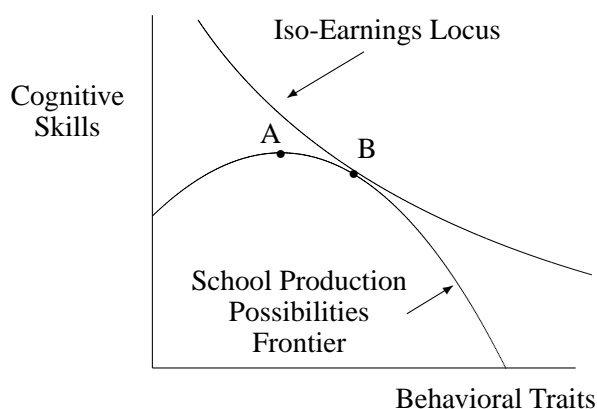 Iso-Earnings Locus
Cognitive
Skills
A
B
School Production
Possibilities
Frontier
Behavioral Traits